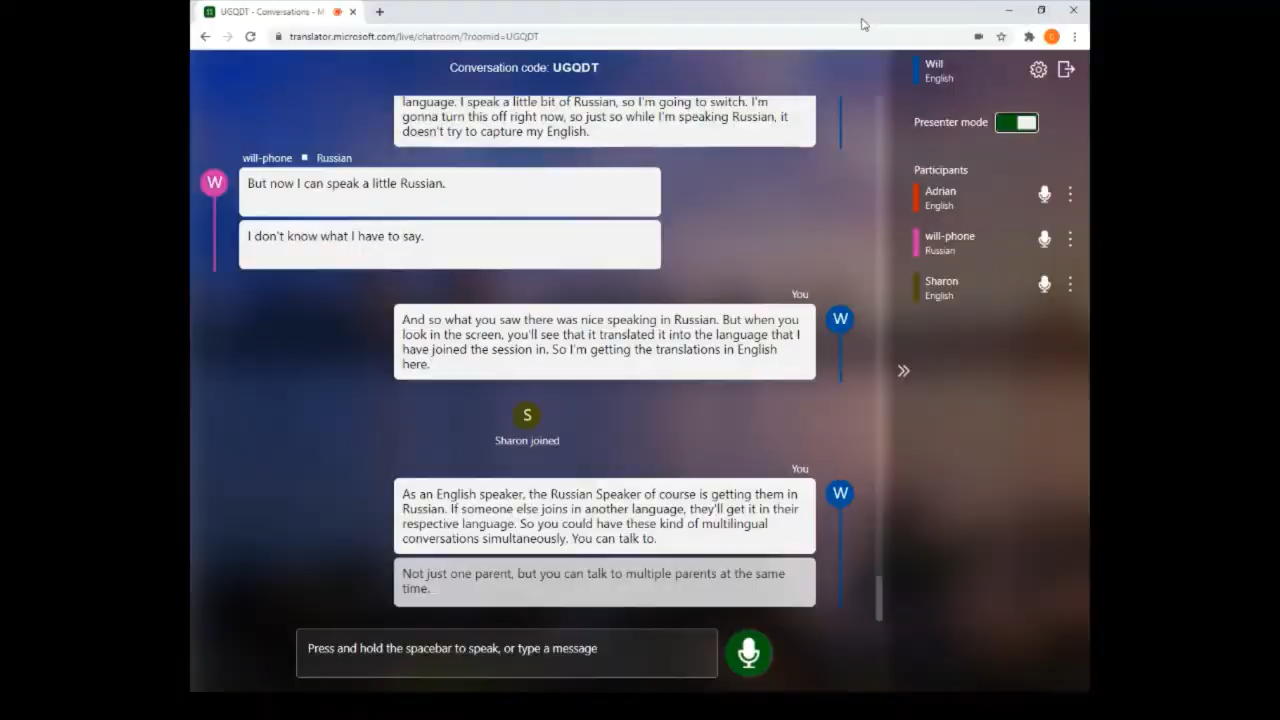 UGQDT - Conversations - M
translator.microsoft.com/live/chatroom/?roomid=UGQDT
Conversation code: UGQDT
Will
English
Presenter mode
Participants
Adrian
English
will-phone
Russian
Sharon
English
language. I speak a little bit of Russian, so I'm going to switch. I'm
gonna turn this off right now, so just so while I'm speaking Russian, it
doesn't try to capture my English.
will-phone Russian
W
But now I can speak a little Russian.
I don't know what I have to say.
You
And so what you saw there was nice speaking in Russian. But when you
look in the screen, you'll see that it translated it into the language that I
have joined the session in. So I'm getting the translations in English
here.
W
S
Sharon joined
You
As an English speaker, the Russian Speaker of course is getting them in
Russian. If someone else joins in another language, they'll get it in their
respective language. So you could have these kind of multilingual
conversations simultaneously. You can talk to.
W
Not just one parent, but you can talk to multiple parents at the same
time.
Press and hold the spacebar to speak, or type a message